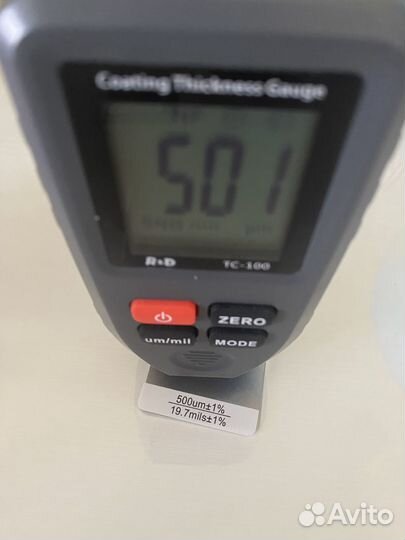 Coating Thickness Gauge
501
µm
R&D TC-100
ZERO
um/mil MODE
500um±1%
19.7mils±1%
Avito